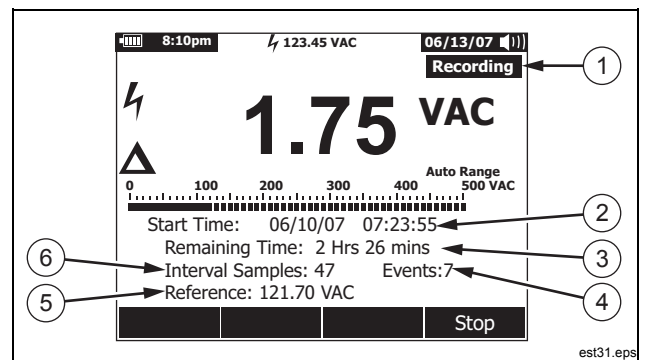 8:10pm 123.45 VAC 06/13/07
Recording 1
1.75 VAC
Auto Range
0 100 200 300 400 500 VAC
Start Time: 06/10/07 07:23:55 2
Remaining Time: 2 Hrs 26 mins 3
6 Interval Samples: 47 Events:7 4
5 Reference: 121.70 VAC
Stop
est31.eps